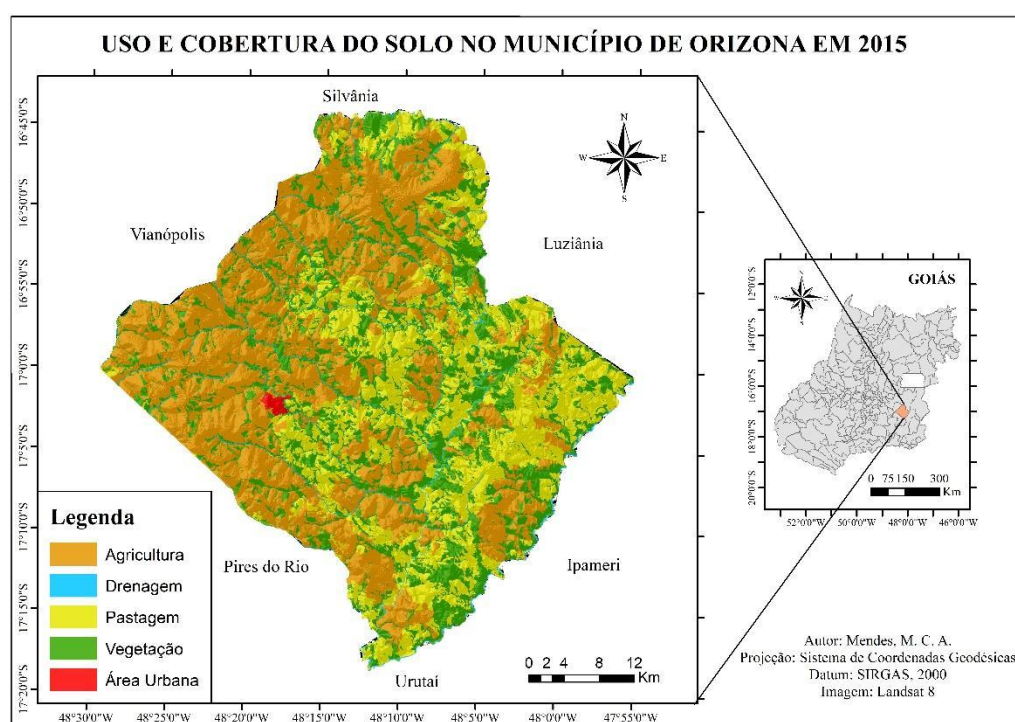 USO E COBERTURA DO SOLO NO MUNICÍPIO DE ORIZONA EM 2015
Silvânia
Vianópolis
Luziânia
Pires do Rio
Ipameri
Urutaí
N
W E
S
16°45'0"S
16°50'0"S
16°55'0"S
17°0'0"S
17°5'0"S
17°10'0"S
17°15'0"S
17°20'0"S
48°30'0"W 48°25'0"W 48°20'0"W 48°15'0"W 48°10'0"W 48°5'0"W 48°0'0"W 47°55'0"W
Legenda
Agricultura
Drenagem
Pastagem
Vegetação
Área Urbana
0 2 4 8 12
Km
GOIÁS
N
W E
S
12°0'0"S
14°0'0"S
16°0'0"S
18°0'0"S
20°0'0"S
0 75 150 300
Km
52°0'0"W 50°0'0"W 48°0'0"W 46°0'0"W
Autor: Mendes, M. C. A.
Projeção: Sistema de Coordenadas Geodésicas
Datum: SIRGAS, 2000
Imagem: Landsat 8